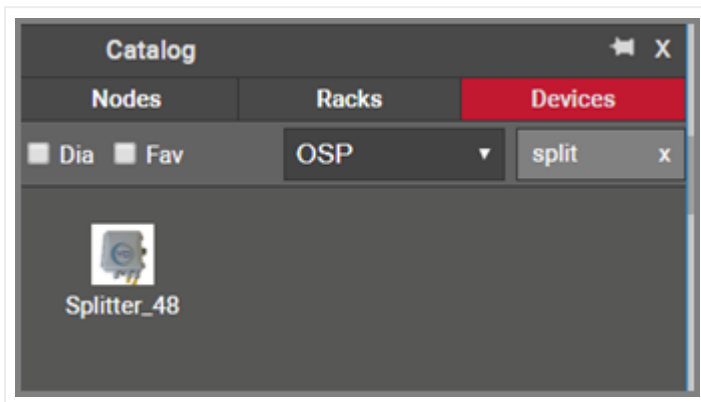 Catalog X
Nodes Racks Devices
Dia Fav OSP split x
Splitter_48